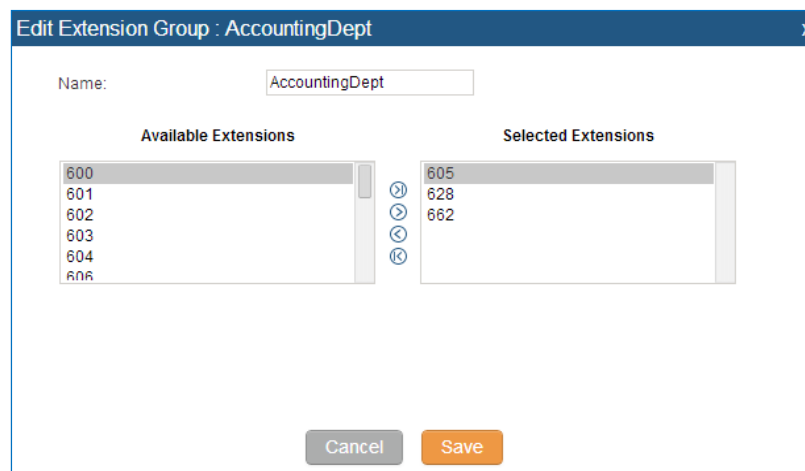 Edit Extension Group : AccountingDept
Name: AccountingDept
Available Extensions Selected Extensions
600 605
601 628
602 662
603
604
606
Cancel Save